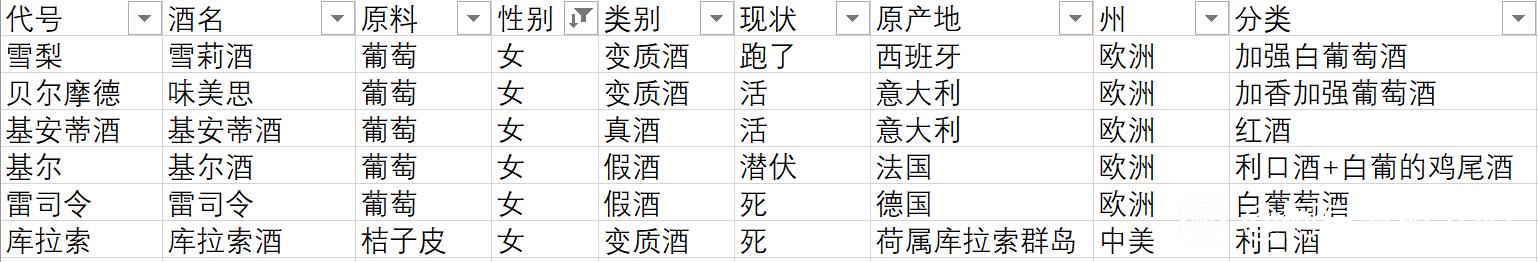 代号 酒名 原料 性别 类别 现状 原产地 州 分类
雪梨 雪莉酒 葡萄 女 变质酒 跑了 西班牙 欧洲 加强白葡萄酒
贝尔摩德 味美思 葡萄 女 变质酒 活 意大利 欧洲 加香加强葡萄酒
基安蒂酒 基安蒂酒 葡萄 女 真酒 活 意大利 欧洲 红酒
基尔 基尔酒 葡萄 女 假酒 潜伏 法国 欧洲 利口酒+白葡的鸡尾酒
雷司令 雷司令 葡萄 女 假酒 死 德国 欧洲 白葡萄酒
库拉索 库拉索酒 桔子皮 女 变质酒 死 荷属库拉索群岛 中美 利口酒